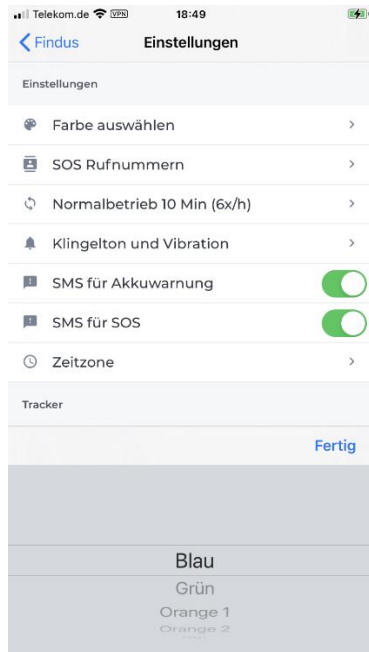 Telekom.de VPN 18:49
Findus Einstellungen
Einstellungen
Farbe auswählen
SOS Rufnummern
Normalbetrieb 10 Min (6x/h)
Klingelton und Vibration
SMS für Akkuwarnung
SMS für SOS
Zeitzone
Tracker
Fertig
Blau
Grün
Orange 1
Orange 2